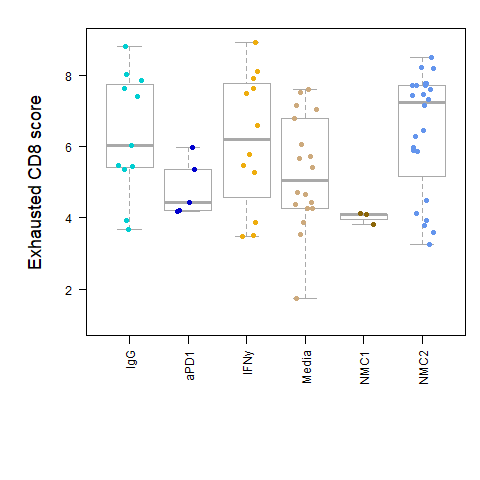 Exhausted CD8 score
8
6
4
2
IgG
aPD1
IFNy
Media
NMC1
NMC2